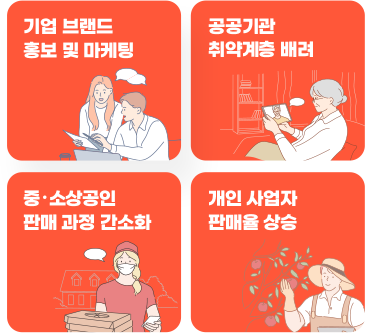 기업 브랜드
홍보 및 마케팅
공공기관
취약계층 배려
중·소상공인
판매 과정 간소화
개인 사업자
판매율 상승